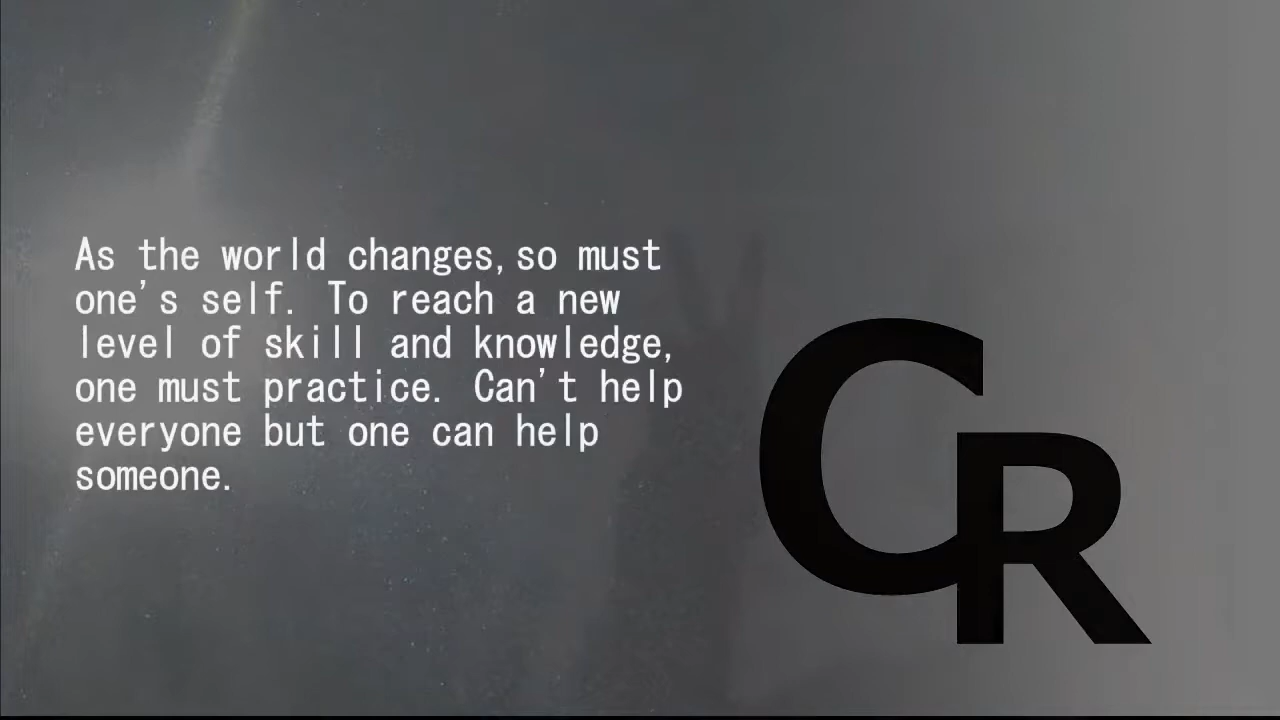 As the world changes,so must
one's self. To reach a new
level of skill and knowledge,
one must practice. Can't help
everyone but one can help
someone.
CR